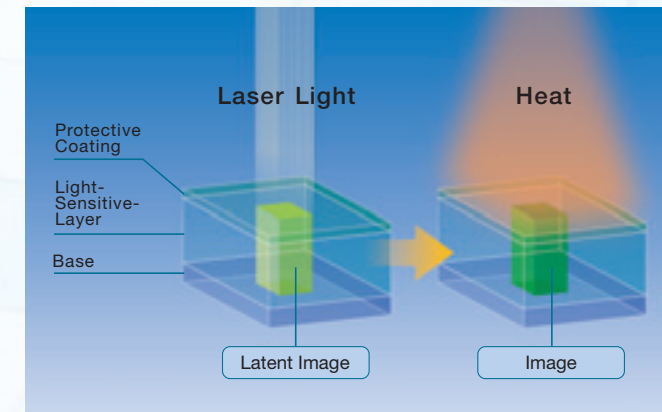 Laser Light
Heat
Protective
Coating
Light-
Sensitive-
Layer
Base
Latent Image
Image